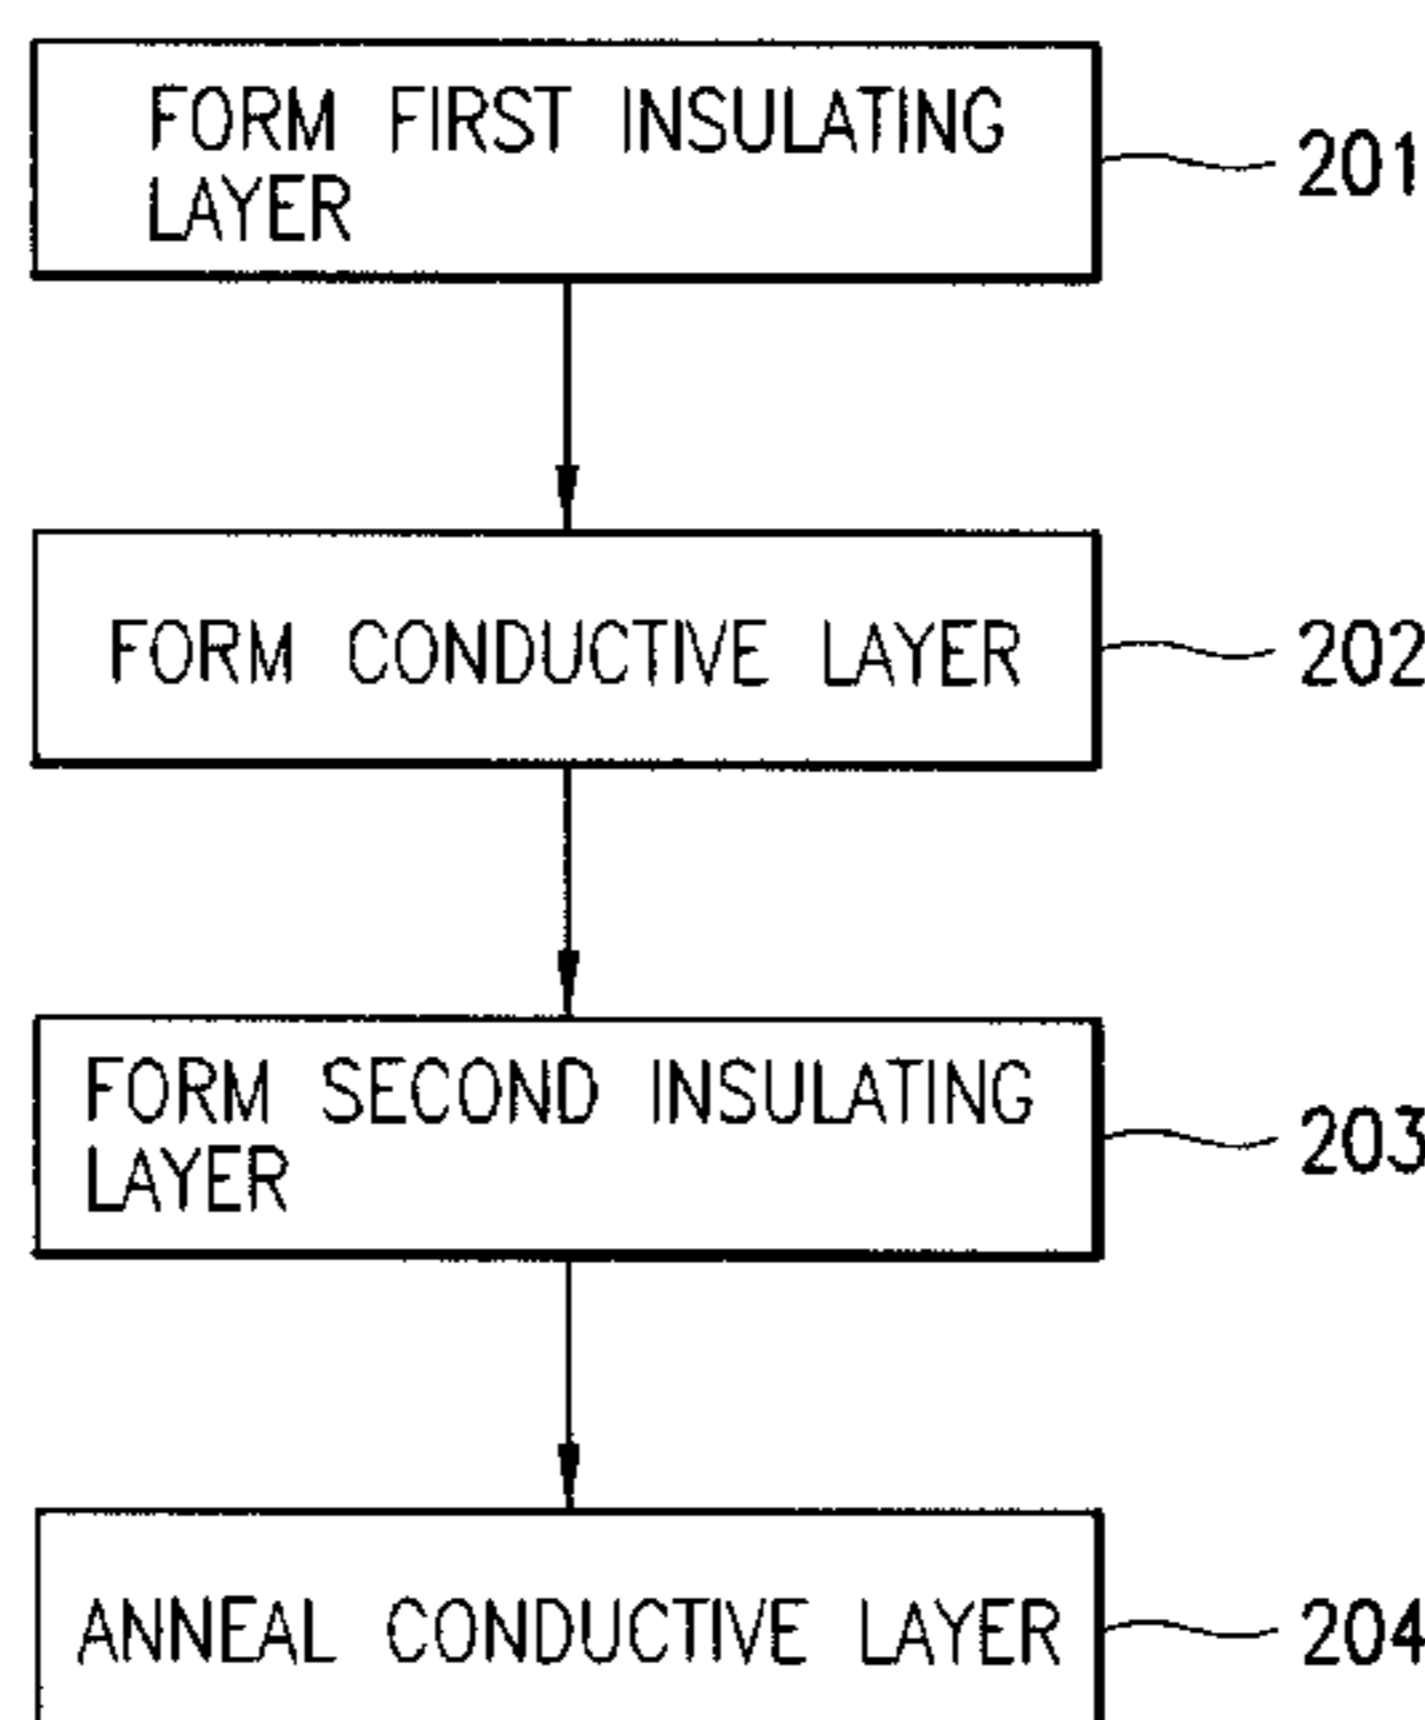 FORM FIRST INSULATING
LAYER
201
FORM CONDUCTIVE LAYER
202
FORM SECOND INSULATING
LAYER
203
ANNEAL CONDUCTIVE LAYER
204